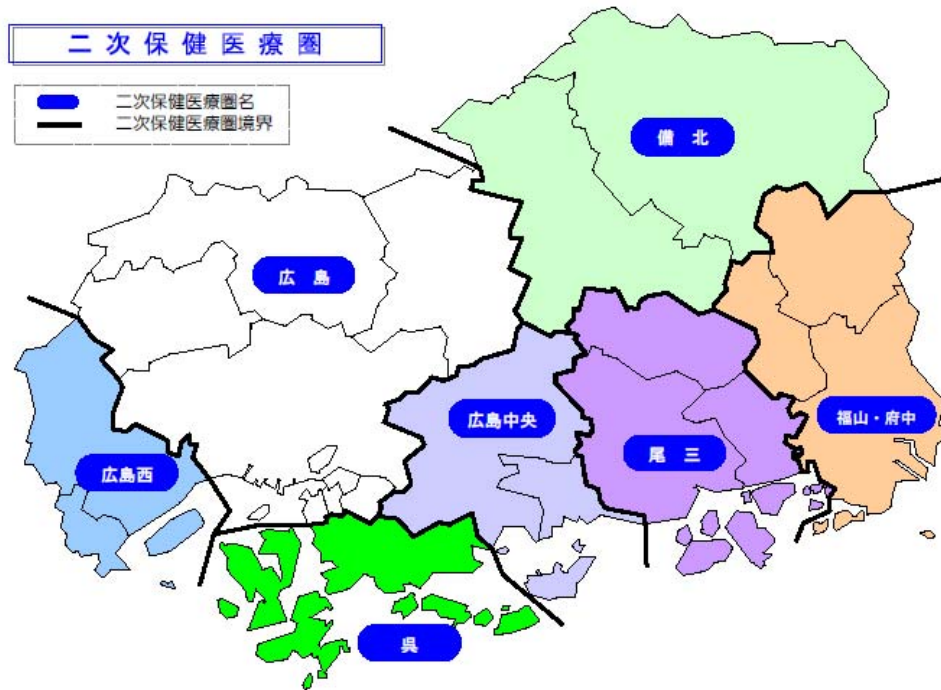 二次保健医療圏
二次保健医療圏名
二次保健医療圏境界
備 北
広 島
広島中央
福山・府中
尾 三
広島西
呉